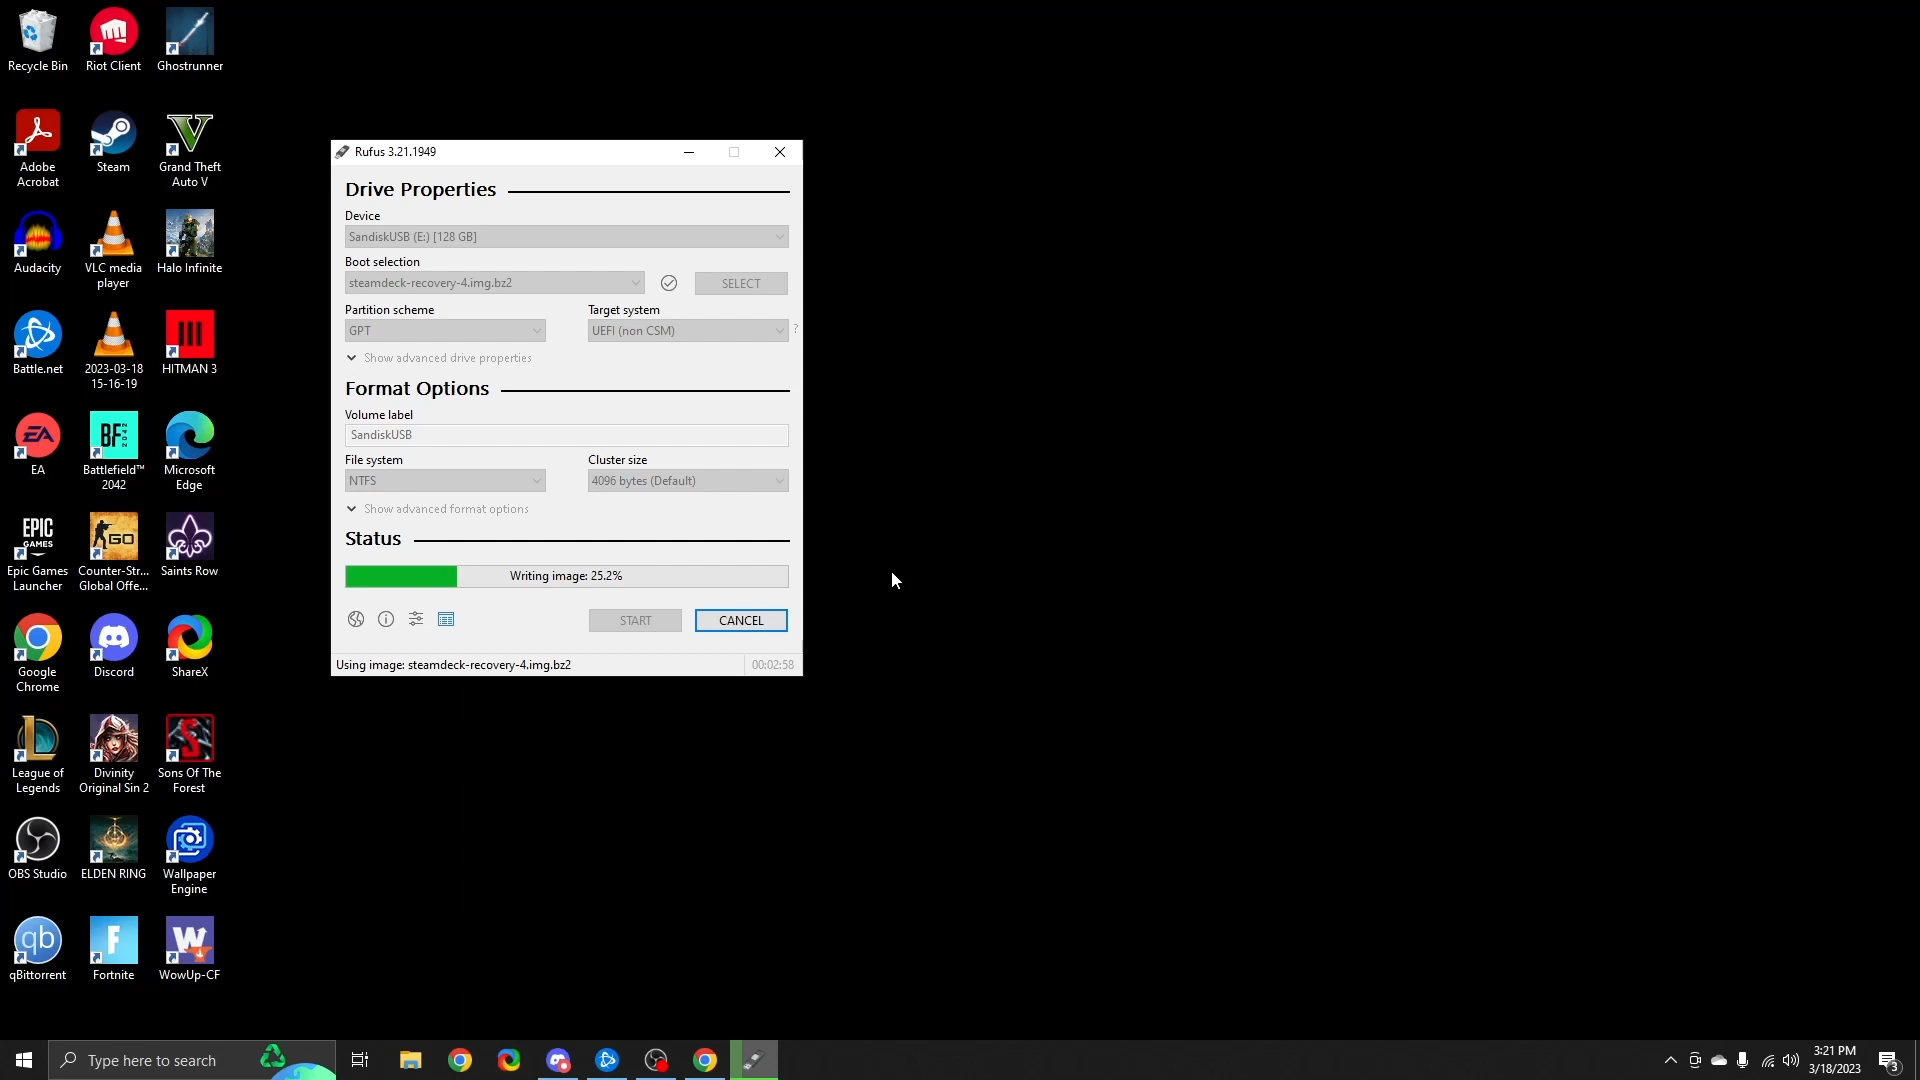 Recycle Bin
Riot Client
Ghostrunner
Adobe
Acrobat
Steam
Grand Theft
Auto V
Audacity
VLC media
player
Halo Infinite
Battle.net
2023-03-18
15-16-19
HITMAN 3
EA
BF
2042
Battlefield™
2042
Microsoft
Edge
EPIC
GAMES
Epic Games
Launcher
GO
Counter-Str...
Global Offe...
Saints Row
Google
Chrome
Discord
ShareX
League of
Legends
Divinity
Original Sin 2
Sons Of The
Forest
OBS Studio
ELDEN RING
Wallpaper
Engine
qb
qBittorrent
F
Fortnite
W
WowUp-CF
Rufus 3.21.1949
Drive Properties
Device
SandiskUSB (E:) [128 GB]
Boot selection
steamdeck-recovery-4.img.bz2
SELECT
Partition scheme
Target system
GPT
UEFI (non CSM)
?
Show advanced drive properties
Format Options
Volume label
SandiskUSB
File system
Cluster size
NTFS
4096 bytes (Default)
Show advanced format options
Status
Writing image: 25.2%
START
CANCEL
Using image: steamdeck-recovery-4.img.bz2
00:02:58
Type here to search
3:21 PM
3/18/2023
3